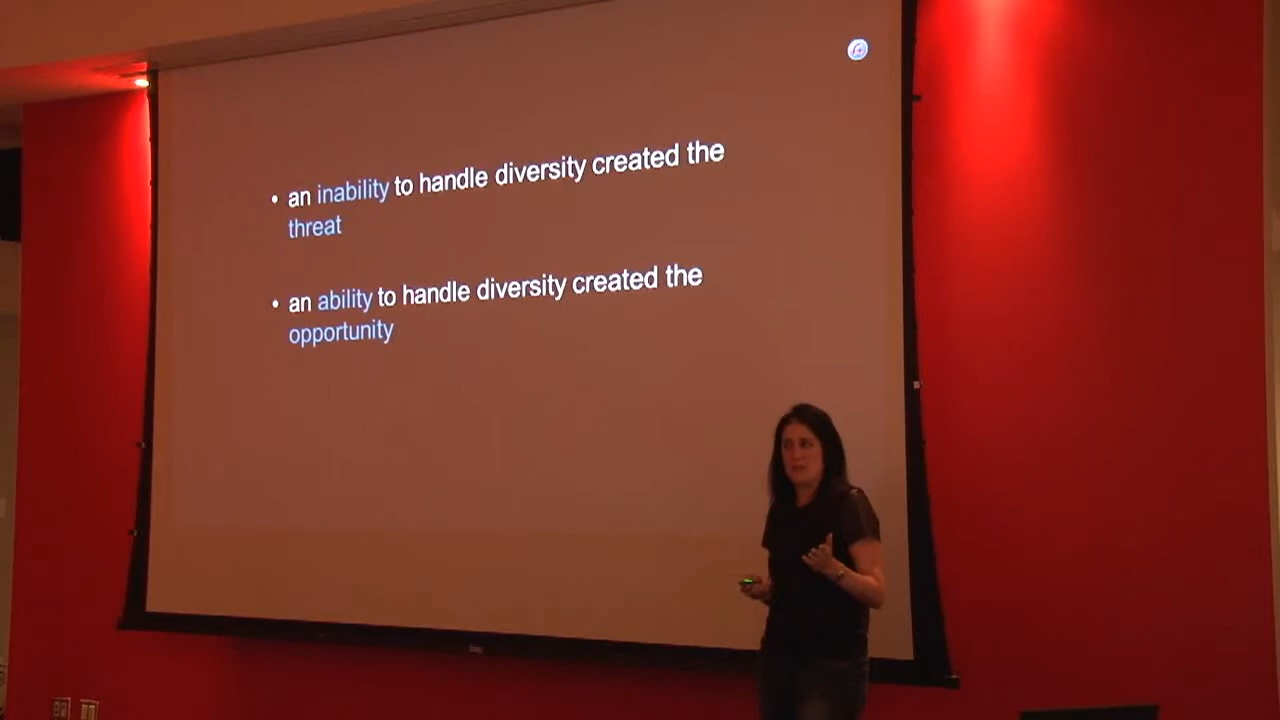 • an inability to handle diversity created the
threat
• an ability to handle diversity created the
opportunity